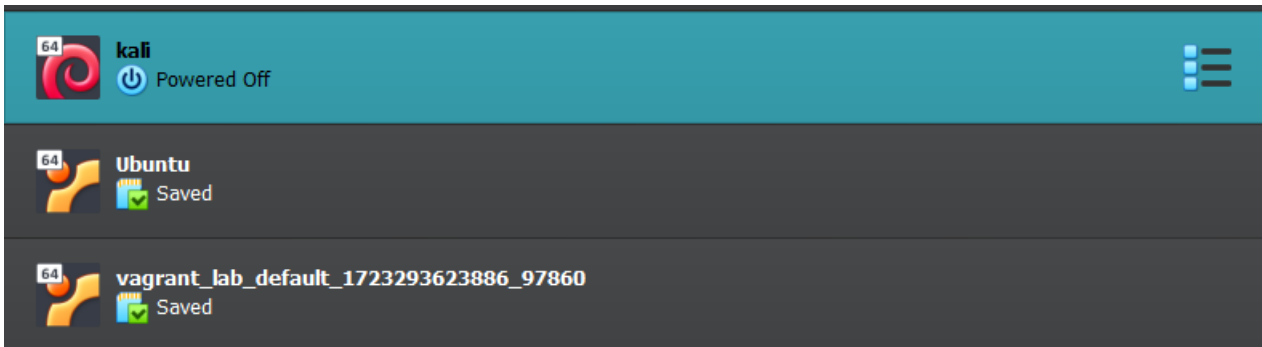 64
kali
Powered Off
64
Ubuntu
Saved
64
vagrant_lab_default_1723293623886_97860
Saved